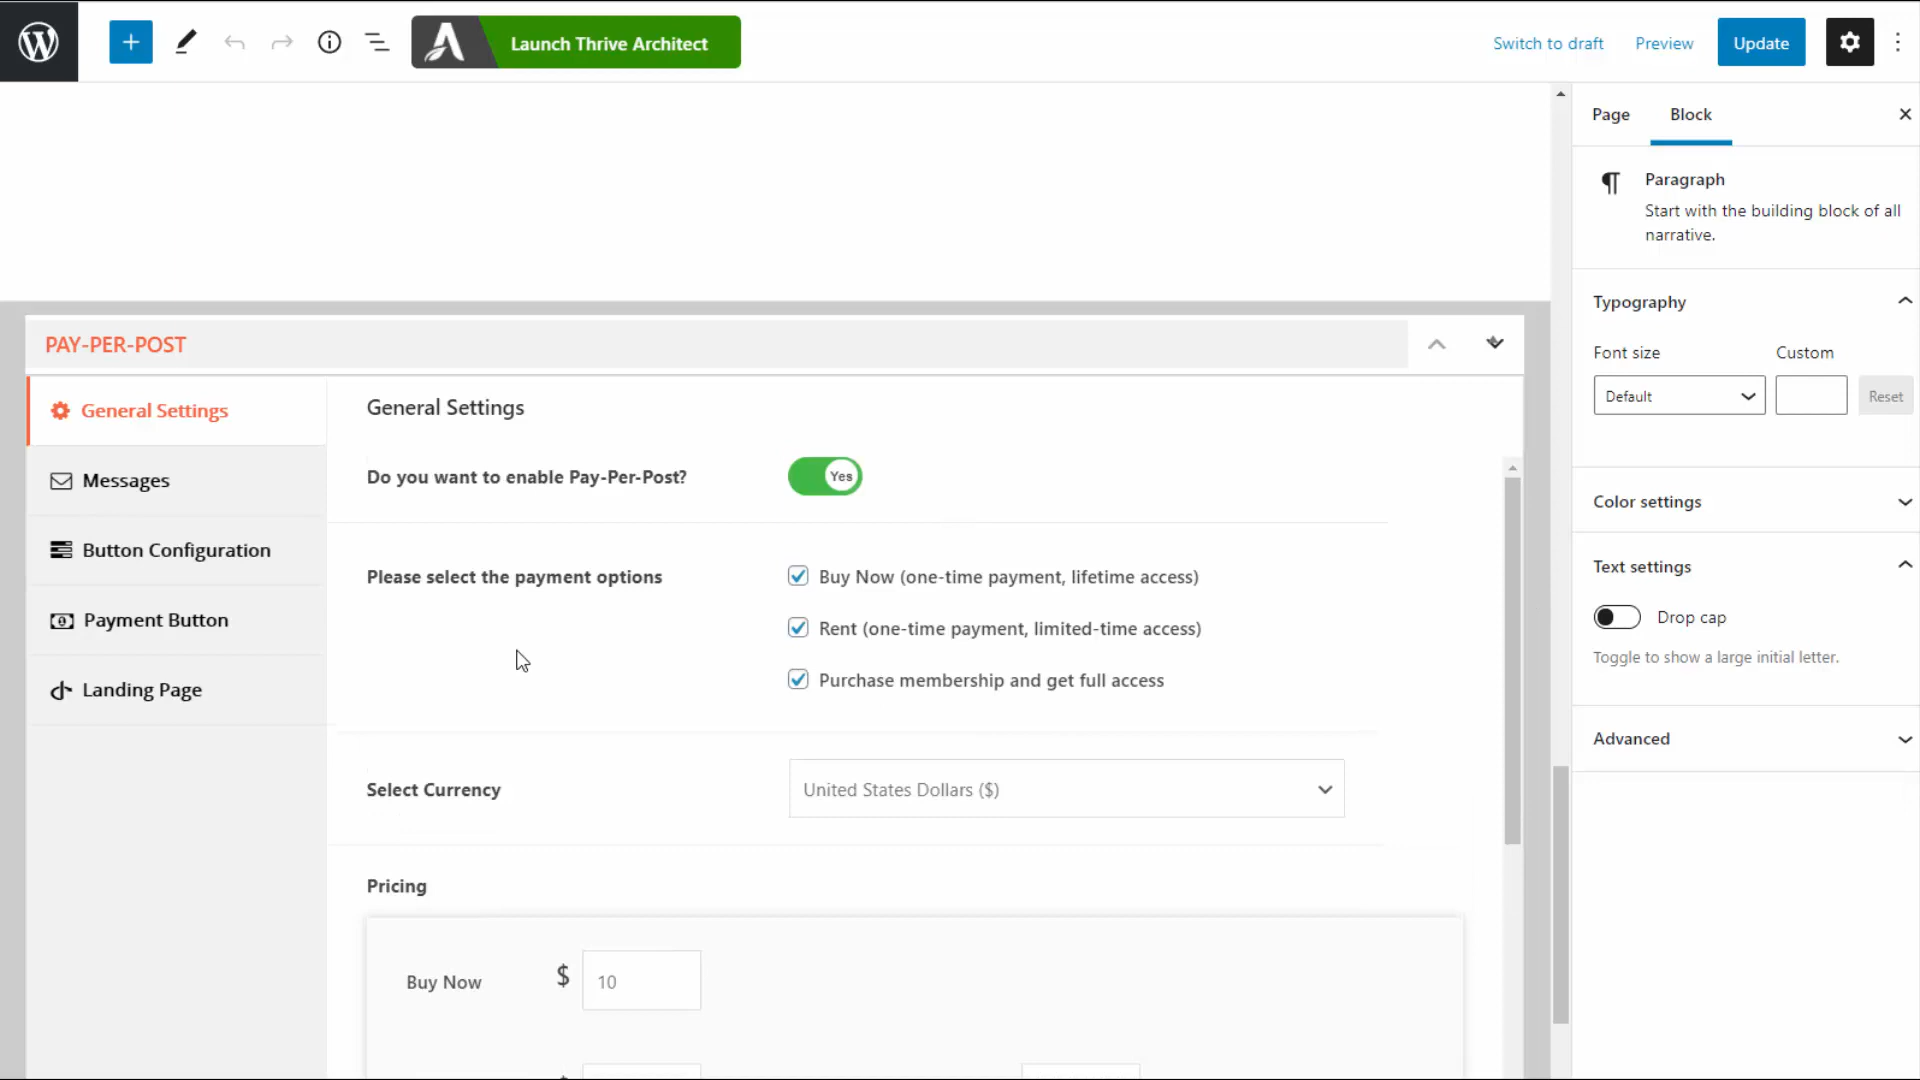 Launch Thrive Architect
Switch to draft
Preview
Update
Page
Block
Paragraph
Start with the building block of all
narrative.
Typography
Font size
Custom
Default
Reset
Color settings
Text settings
Drop cap
Toggle to show a large initial letter.
Advanced
PAY-PER-POST
General Settings
Messages
Button Configuration
Payment Button
Landing Page
General Settings
Do you want to enable Pay-Per-Post?
Yes
Please select the payment options
Buy Now (one-time payment, lifetime access)
Rent (one-time payment, limited-time access)
Purchase membership and get full access
Select Currency
United States Dollars ($)
Pricing
Buy Now
$
10